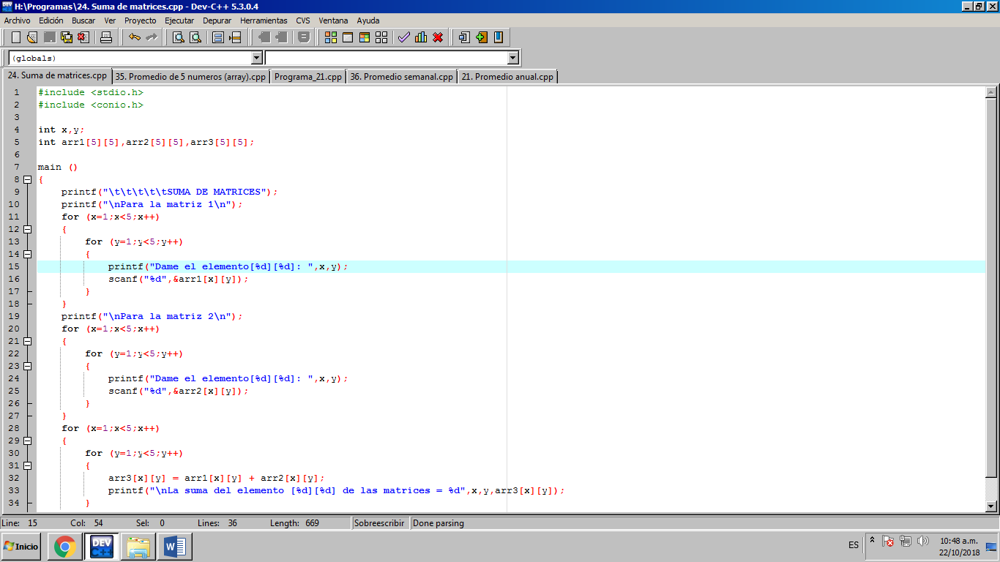 H:\Programas\24. Suma de matrices.cpp - Dev-C++ 5.3.0.4
Archivo Edición Buscar Ver Proyecto Ejecutar Depurar Herramientas CVS Ventana Ayuda
(globals)
24. Suma de matrices.cpp 35. Promedio de 5 numeros (array).cpp Programa_21.cpp 36. Promedio semanal.cpp 21. Promedio anual.cpp
1 #include <stdio.h>
2 #include <conio.h>
3
4 int x,y;
5 int arr1[5][5],arr2[5][5],arr3[5][5];
6
7 main ()
8 {
9 printf("\t\t\t\t\tSUMA DE MATRICES");
10 printf("\nPara la matriz 1\n");
11 for (x=1;x<5;x++)
12 {
13 for (y=1;y<5;y++)
14 {
15 printf("Dame el elemento[%d][%d]: ",x,y);
16 scanf("%d",&arr1[x][y]);
17 }
18 }
19 printf("\nPara la matriz 2\n");
20 for (x=1;x<5;x++)
21 {
22 for (y=1;y<5;y++)
23 {
24 printf("Dame el elemento[%d][%d]: ",x,y);
25 scanf("%d",&arr2[x][y]);
26 }
27 }
28 for (x=1;x<5;x++)
29 {
30 for (y=1;y<5;y++)
31 {
32 arr3[x][y] = arr1[x][y] + arr2[x][y];
33 printf("\nLa suma del elemento [%d][%d] de las matrices = %d",x,y,arr3[x][y]);
34 }
Line: 15 Col: 54 Sel: 0 Lines: 36 Length: 669 Sobreescribir Done parsing
Inicio DEV C++ W ES 10:48 a.m.
22/10/2018